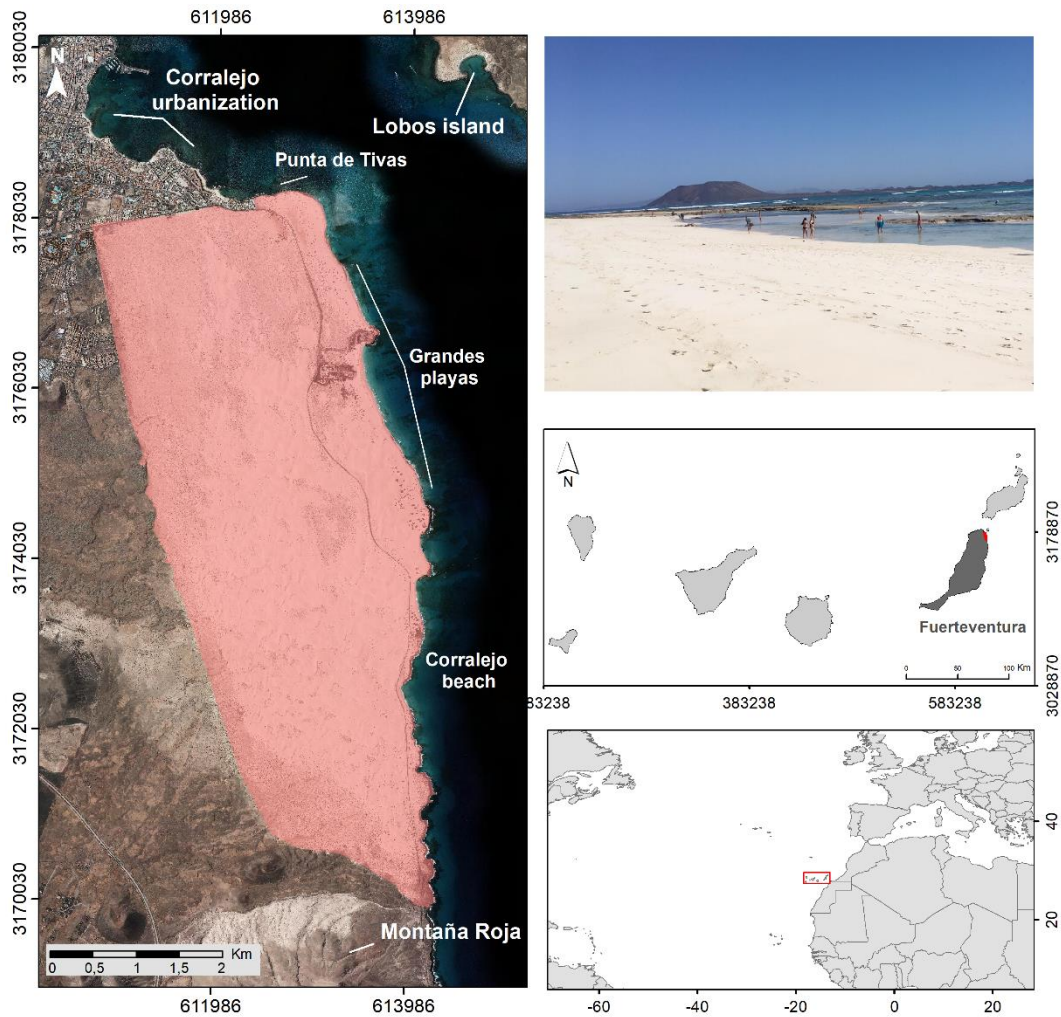 611986
613986
3180030
3178030
3176030
3174030
3172030
3170030
N
Corralejo
urbanization
Lobos island
Punta de Tivas
Grandes
playas
Corralejo
beach
Montaña Roja
Km
0 0,5 1 2
611986
613986
N
Fuerteventura
0 50 100 Km
3178870
3028870
83238
383238
583238
40
20
-60
-40
-20
0
20